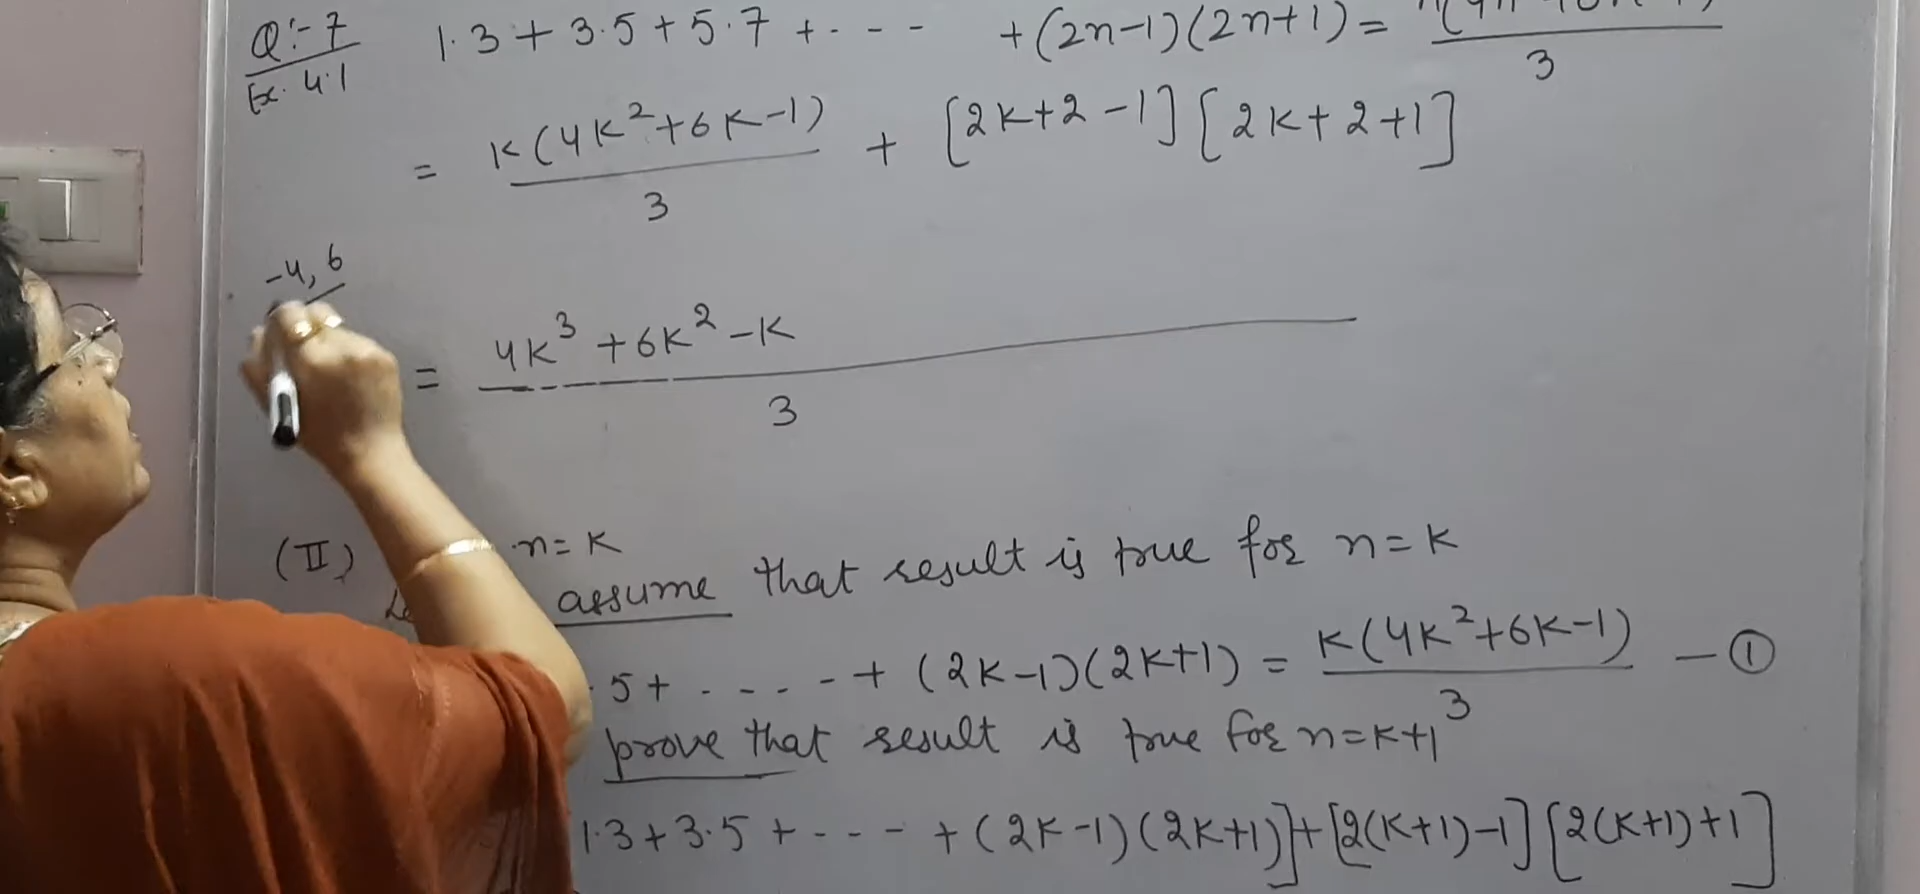 Q:-7 1.3+3.5+5.7+---- +(2n-1)(2n+1)=
Ex. 4.1 3
= K(4K²+6K-1)/3 + [2K+2-1][2K+2+1]
-4, 6
= 4K³+6K²-K
3
(II) n=K
assume that result is true for n=K
5+.----+(2K-1)(2K+1)= K(4K²+6K-1)/3 -①
prove that result is true for n=K+1
1.3+3.5+---- +(2K-1)(2K+1)]+[2(K+1)-1][2(K+1)+1]